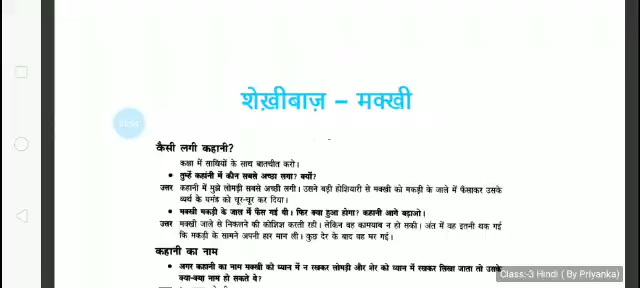 शेख़ीबाज़ – मक्खी
कैसी लगी कहानी?
कक्षा में साथियों के साथ बातचीत करो।
• तुम्हें कहानी में कौन सबसे अच्छा लगा? क्यों?
उत्तर कहानी में मुझे लोमड़ी सबसे अच्छी लगी। उसने बड़ी होशियारी से मक्खी को मकड़ी के जाले में फँसाकर उसके
व्यर्थ के घमंड को चूर-चूर कर दिया।
• मक्खी मकड़ी के जाल में फँस गई थी। फिर क्या हुआ होगा? कहानी आगे बढ़ाओ।
उत्तर मक्खी जाले से निकलने की कोशिश करती रही। लेकिन वह कामयाब न हो सकी। अंत में वह इतनी थक गई
कि मकड़ी के सामने अपनी हार मान ली। कुछ देर के बाद वह मर गई।
कहानी का नाम
• अगर कहानी का नाम मक्खी को ध्यान में न रखकर लोमड़ी और शेर को ध्यान में रखकर लिखा जाता तो उसके
क्या-क्या नाम हो सकते थे?
Class:-3 Hindi ( By Priyanka)